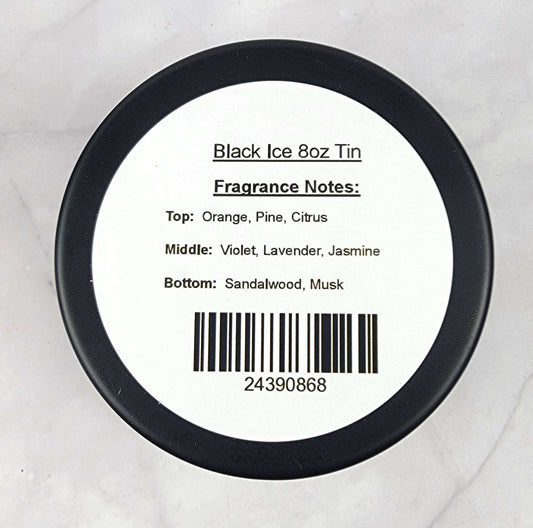 Black Ice 8oz Tin
Fragrance Notes:
Top: Orange, Pine, Citrus
Middle: Violet, Lavender, Jasmine
Bottom: Sandalwood, Musk
24390868